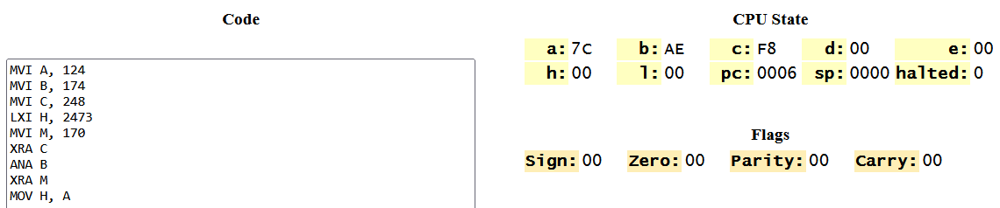 Code
CPU State
MVI A, 124
MVI B, 174
MVI C, 248
LXI H, 2473
MVI M, 170
XRA C
ANA B
XRA M
MOV H, A
a: 7C b: AE c: F8 d: 00 e: 00
h: 00 l: 00 pc: 0006 sp: 0000 halted: 0
Flags
Sign: 00 Zero: 00 Parity: 00 Carry: 00